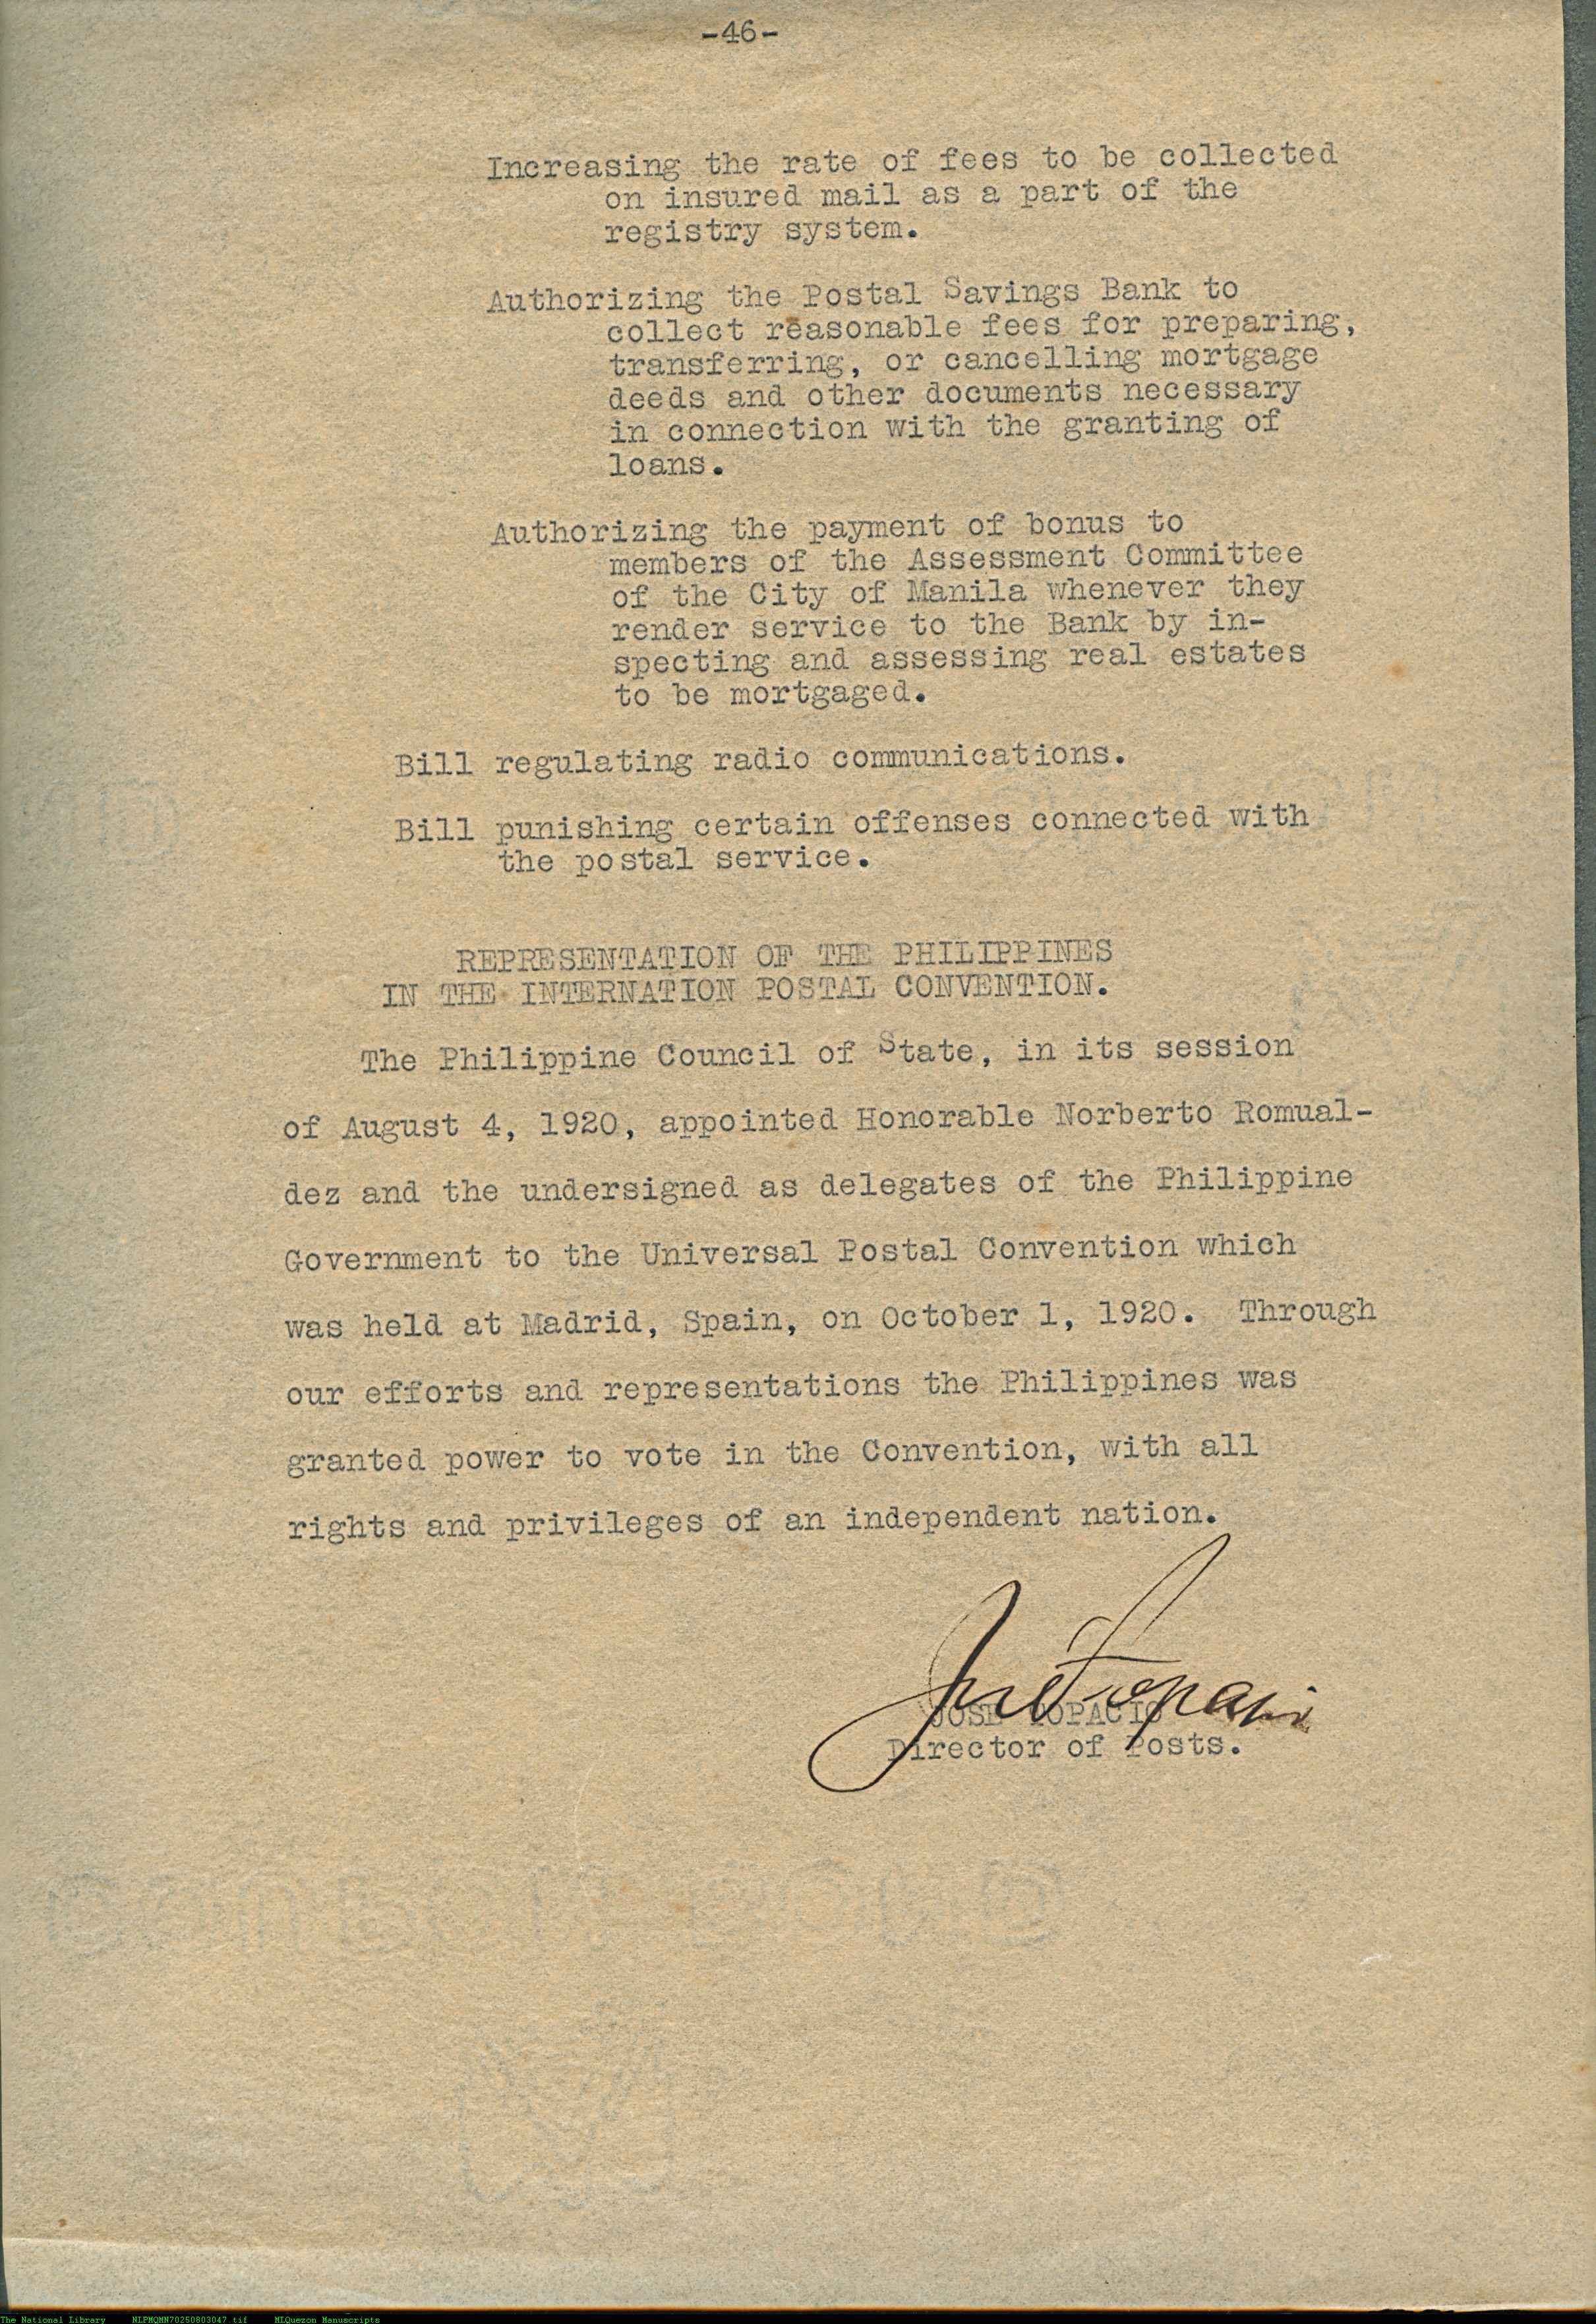 -46-
Increasing the rate of fees to be collected
on insured mail as a part of the
registry system.
Authorizing the Postal Savings Bank to
collect reasonable fees for preparing,
transferring, or cancelling mortgage
deeds and other documents necessary
in connection with the granting of
loans.
Authorizing the payment of bonus to
members of the Assessment Committee
of the City of Manila whenever they
render service to the Bank by in-
specting and assessing real estates
to be mortgaged.
Bill regulating radio communications.
Bill punishing certain offenses connected with
the postal service.
REPRESENTATION OF THE PHILIPPINES
IN THE INTERNATION POSTAL CONVENTION.
The Philippine Council of State, in its session
of August 4, 1920, appointed Honorable Norberto Romual-
dez and the undersigned as delegates of the Philippine
Government to the Universal Postal Convention which
was held at Madrid, Spain, on October 1, 1920. Through
our efforts and representations the Philippines was
granted power to vote in the Convention, with all
rights and privileges of an independent nation.
Jose Topacio
JOSE TOPACIO
Director of Posts.
The National Library NLPMQMN70250803047.tif MLQuezon Manuscripts